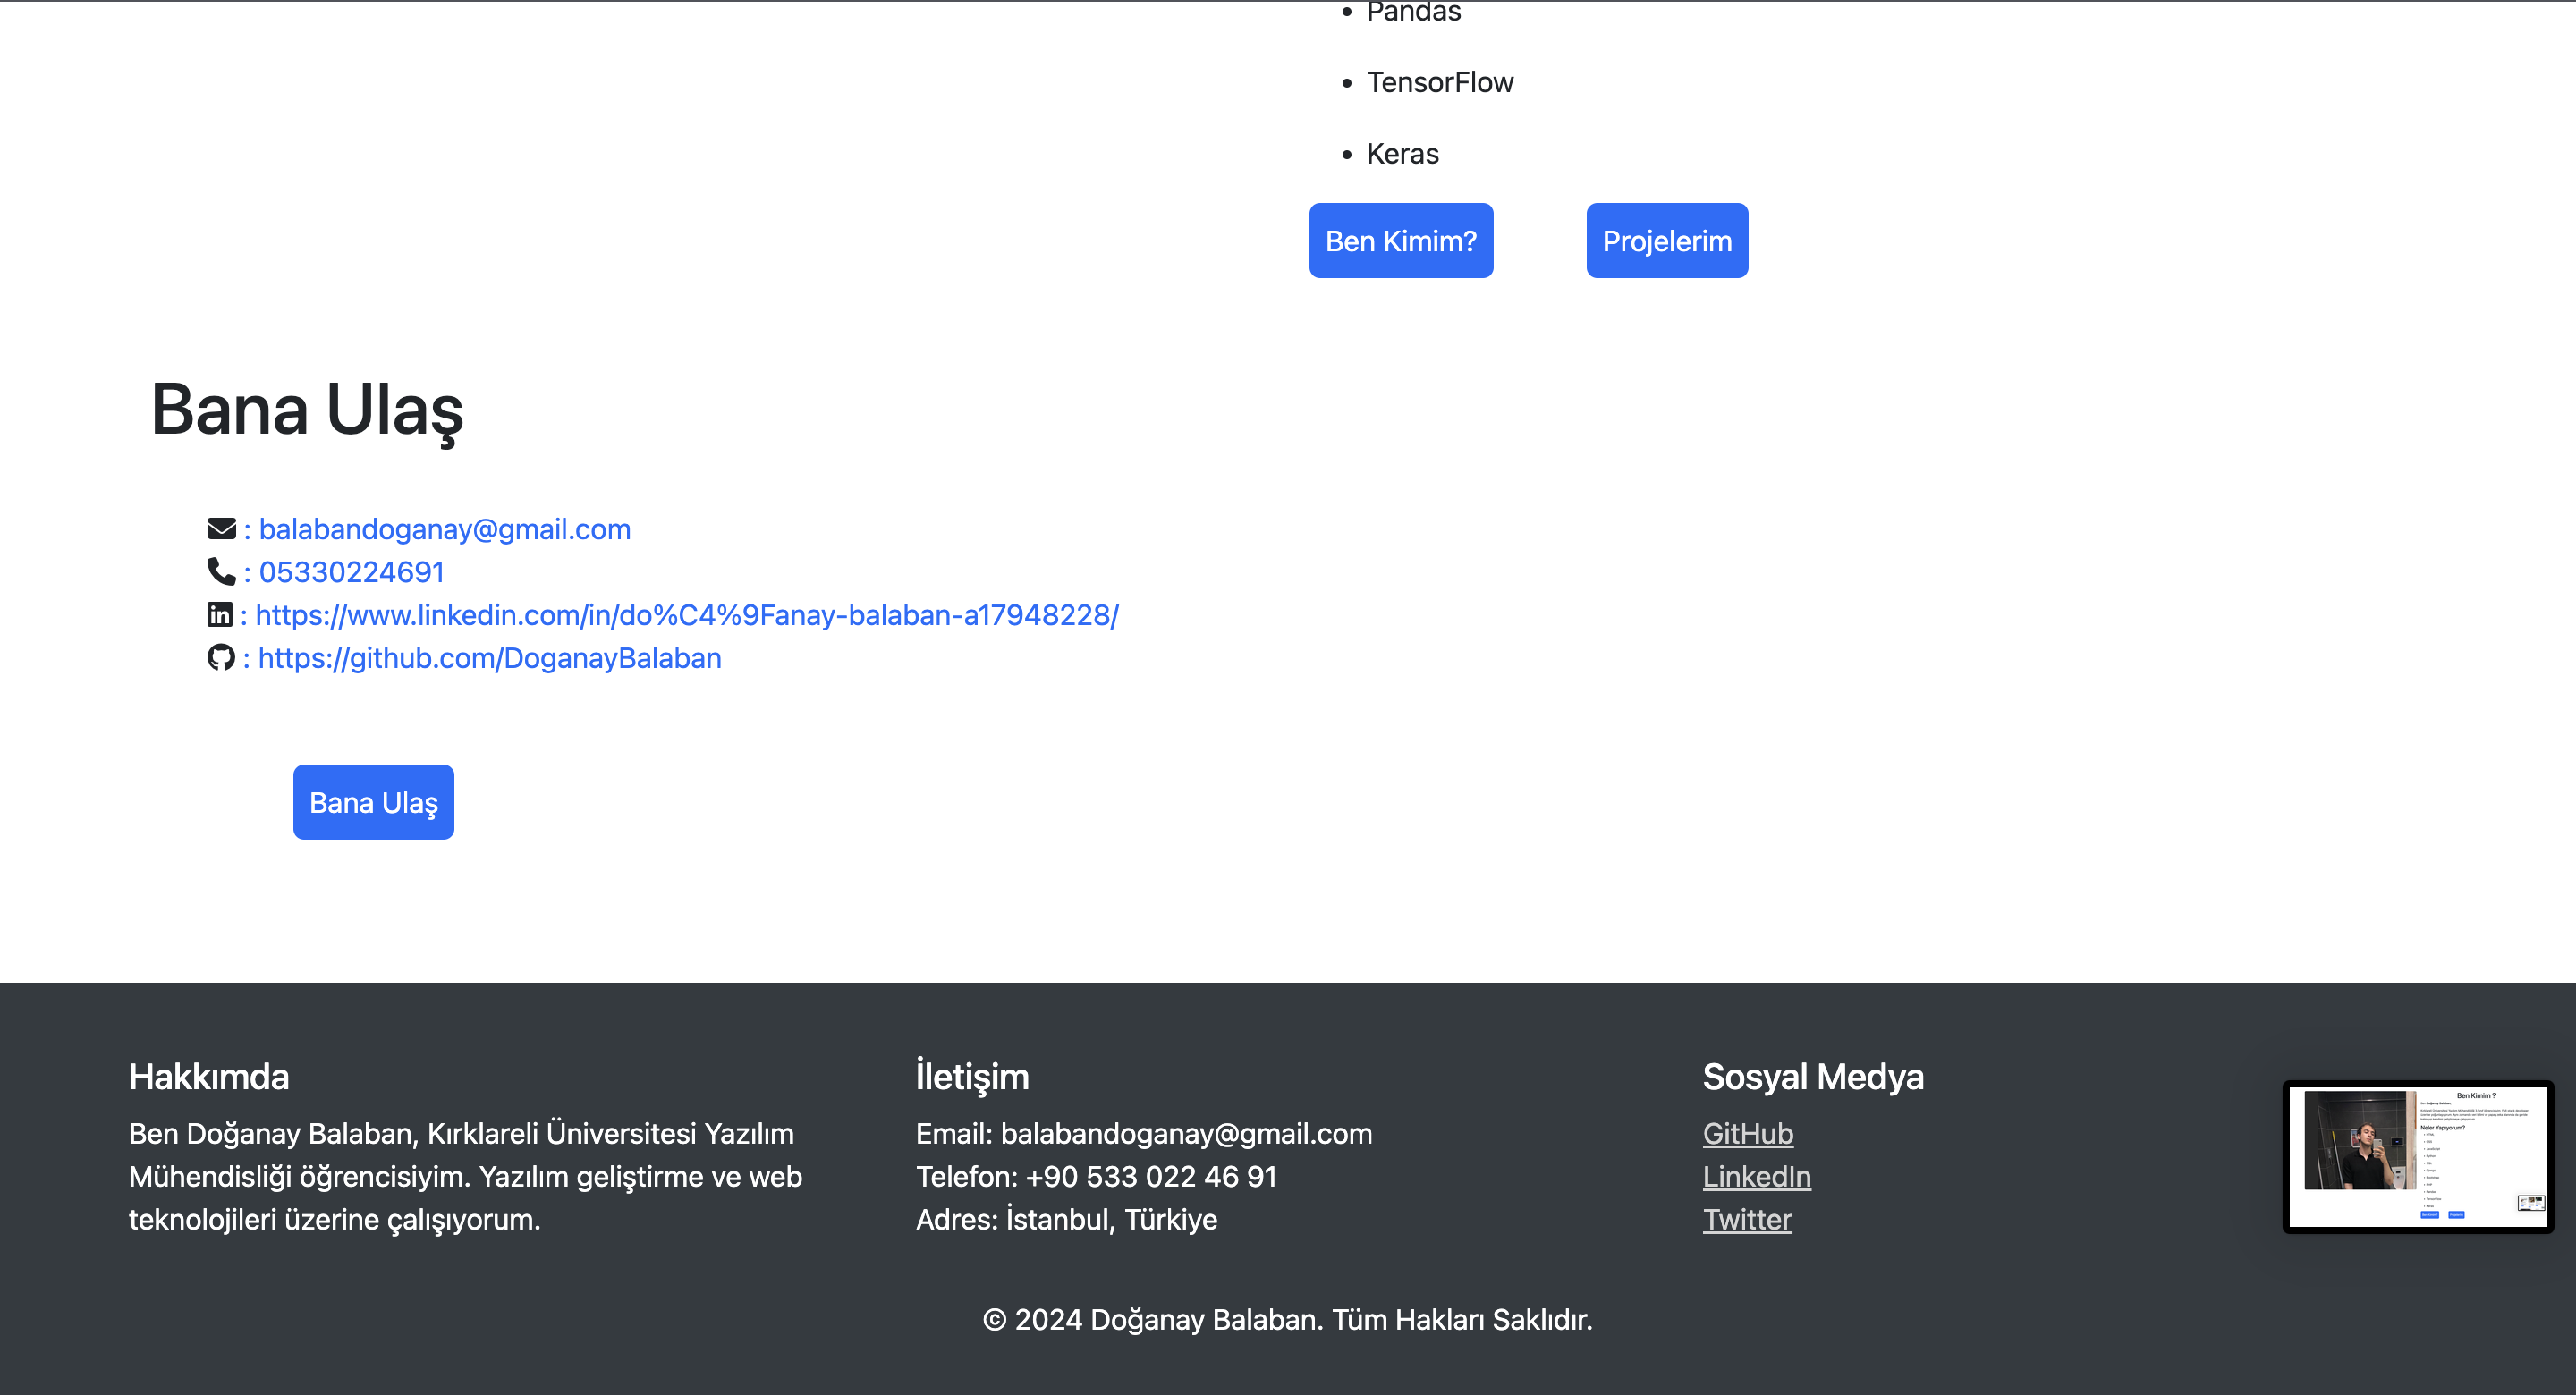 Pandas
TensorFlow
Keras
Ben Kimim? Projelerim
Bana Ulaş
: balabandoganay@gmail.com
: 05330224691
: https://www.linkedin.com/in/do%C4%9Fanay-balaban-a17948228/
: https://github.com/DoganayBalaban
Bana Ulaş
Hakkımda
Ben Doğanay Balaban, Kırklareli Üniversitesi Yazılım
Mühendisliği öğrencisiyim. Yazılım geliştirme ve web
teknolojileri üzerine çalışıyorum.
İletişim
Email: balabandoganay@gmail.com
Telefon: +90 533 022 46 91
Adres: İstanbul, Türkiye
Sosyal Medya
GitHub
LinkedIn
Twitter
Ben Kimim ?
Neler Yapıyorum?
© 2024 Doğanay Balaban. Tüm Hakları Saklıdır.